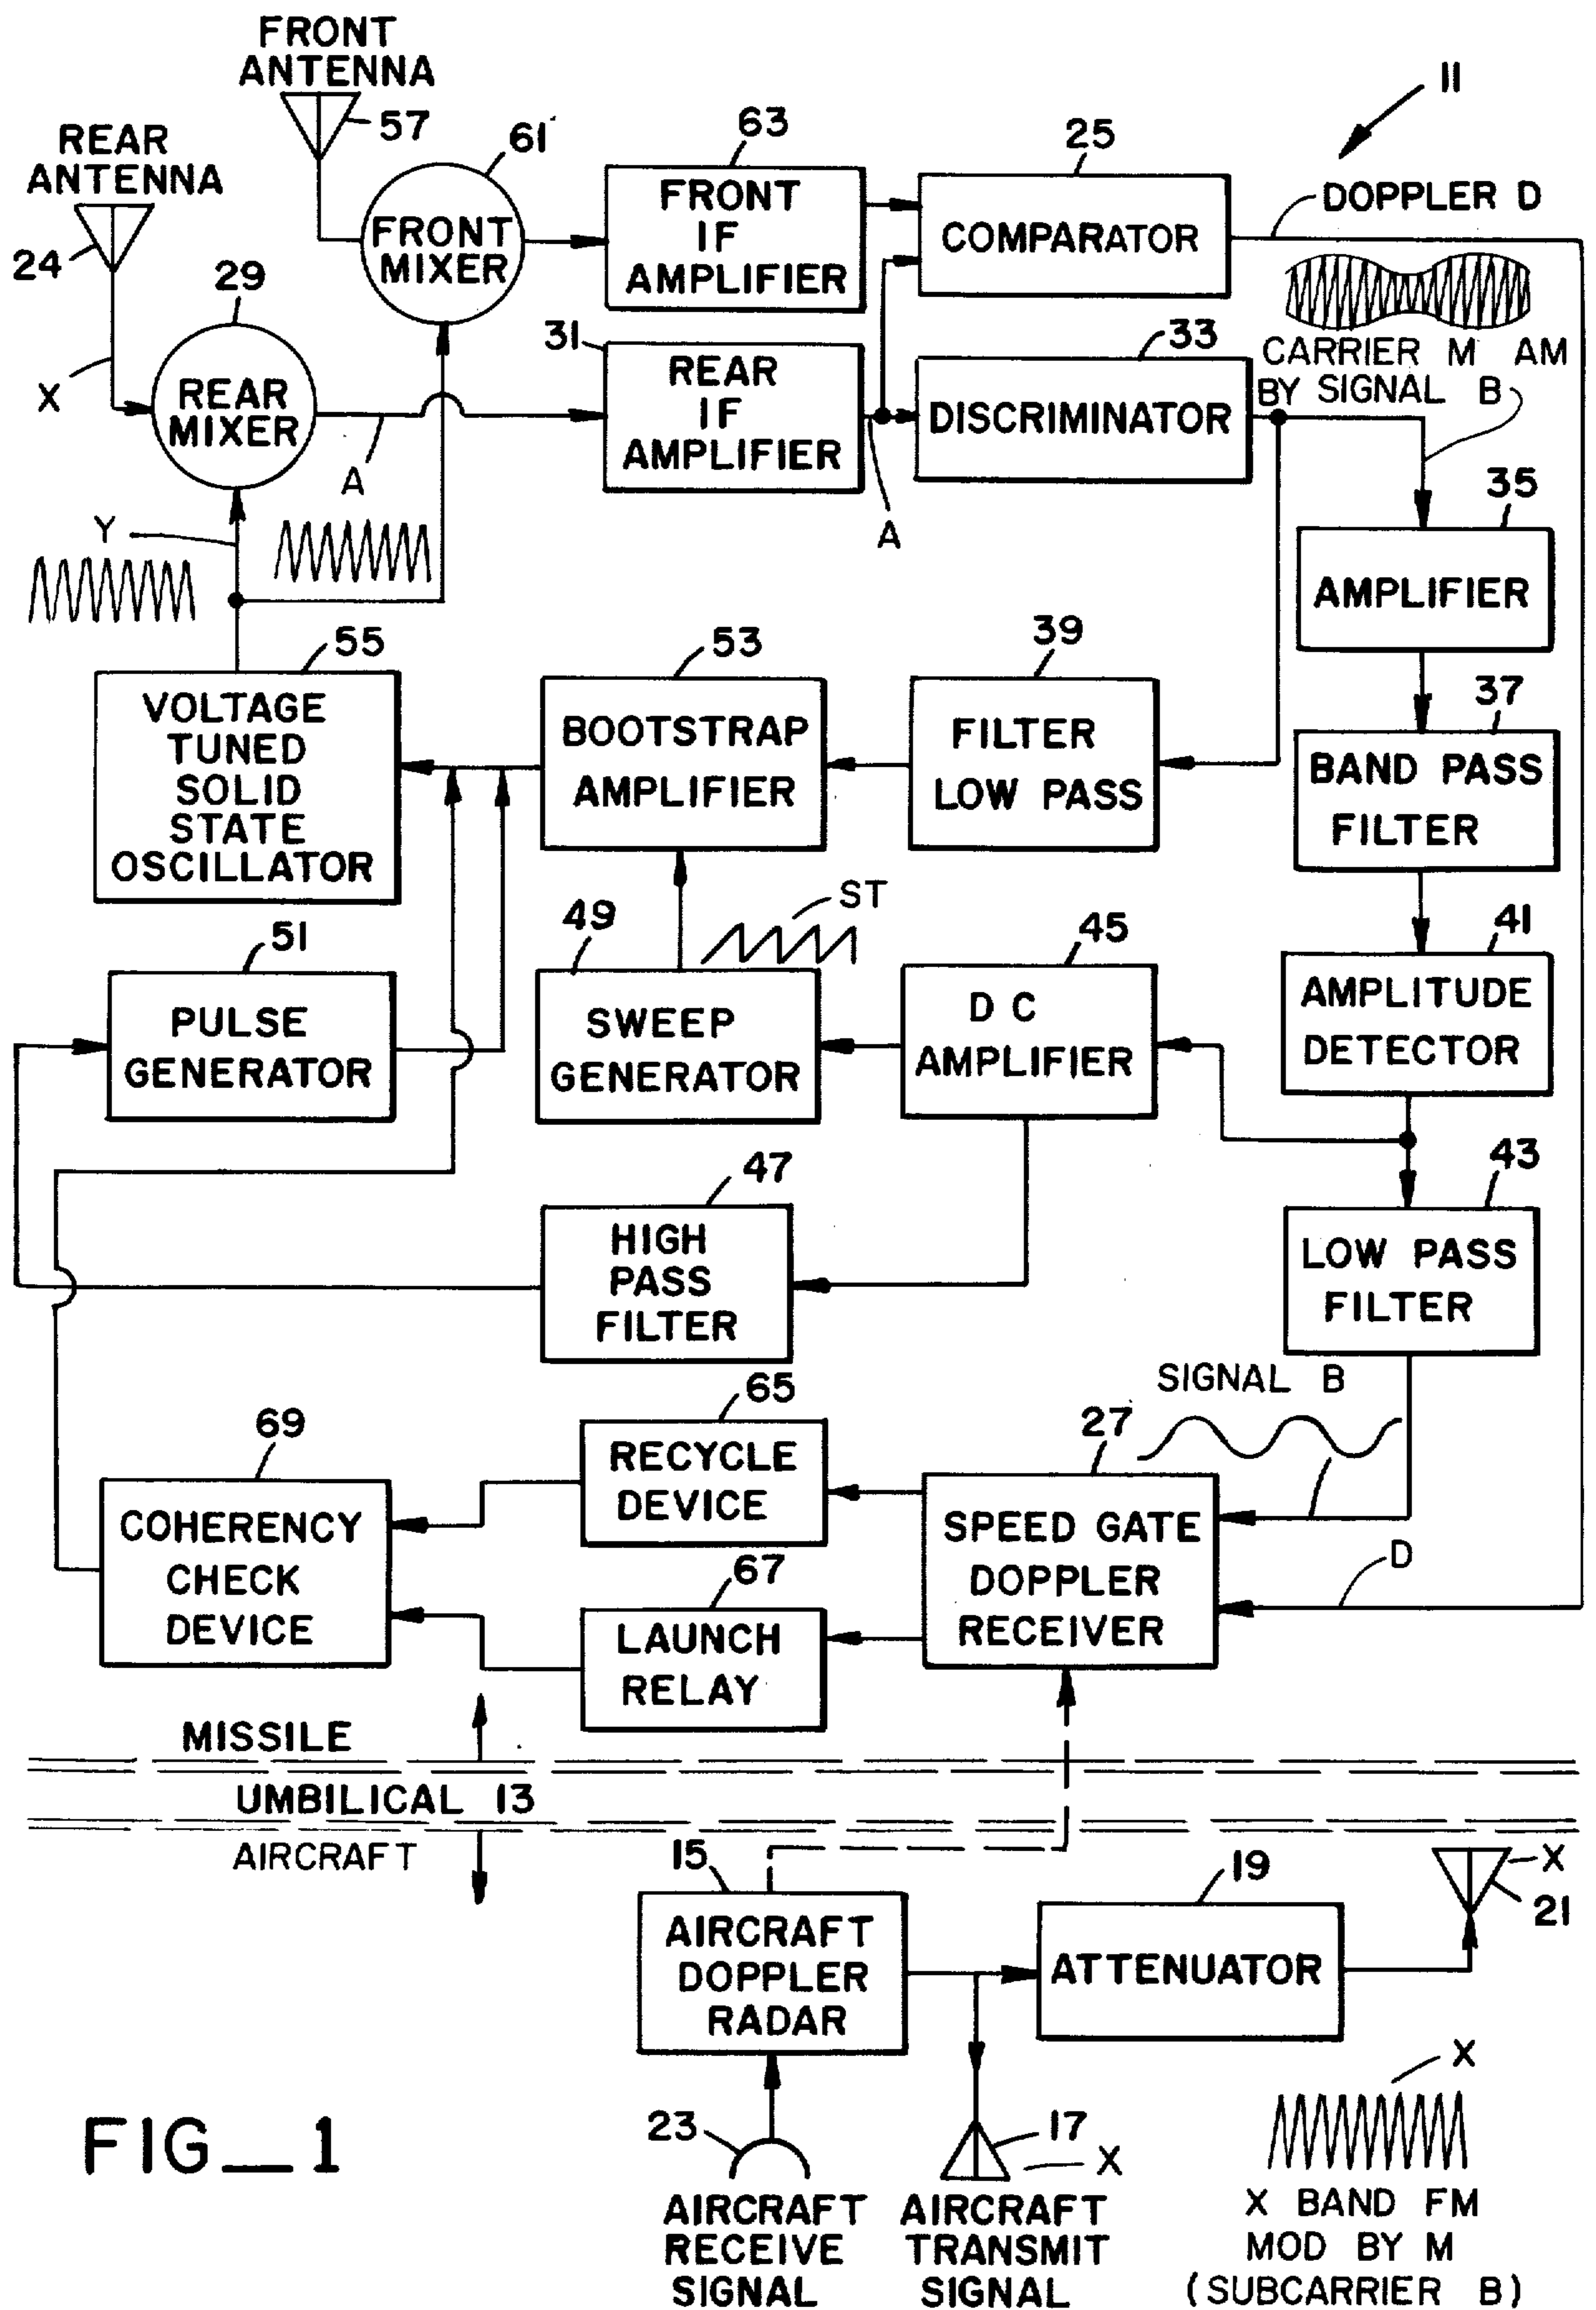 FRONT
ANTENNA
57
REAR
ANTENNA
24
X
29
REAR
MIXER
61
FRONT
MIXER
63
FRONT
IF
AMPLIFIER
25
COMPARATOR
11
DOPPLER D
31
REAR
IF
AMPLIFIER
33
DISCRIMINATOR
CARRIER M AM
BY SIGNAL B
A
A
Y
35
AMPLIFIER
55
VOLTAGE
TUNED
SOLID
STATE
OSCILLATOR
53
BOOTSTRAP
AMPLIFIER
39
FILTER
LOW PASS
37
BAND PASS
FILTER
51
PULSE
GENERATOR
49
ST
SWEEP
GENERATOR
45
D C
AMPLIFIER
41
AMPLITUDE
DETECTOR
47
HIGH
PASS
FILTER
43
LOW PASS
FILTER
SIGNAL B
69
COHERENCY
CHECK
DEVICE
65
RECYCLE
DEVICE
67
LAUNCH
RELAY
27
SPEED GATE
DOPPLER
RECEIVER
D
MISSILE
UMBILICAL 13
AIRCRAFT
15
AIRCRAFT
DOPPLER
RADAR
19
ATTENUATOR
X
21
23
AIRCRAFT
RECEIVE
SIGNAL
17
X
AIRCRAFT
TRANSMIT
SIGNAL
X
X BAND FM
MOD BY M
(SUBCARRIER B)
FIG_1